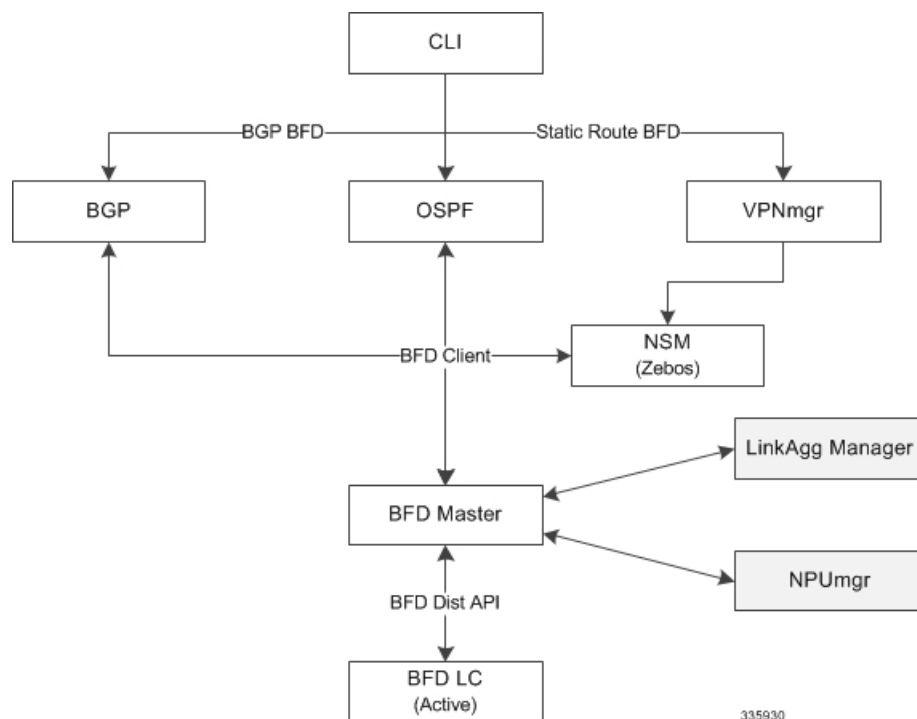 CLI
BGP BFD
Static Route BFD
BGP
OSPF
VPNmgr
BFD Client
NSM
(Zebos)
LinkAgg Manager
BFD Master
NPUmgr
BFD Dist API
BFD LC
(Active)
335930